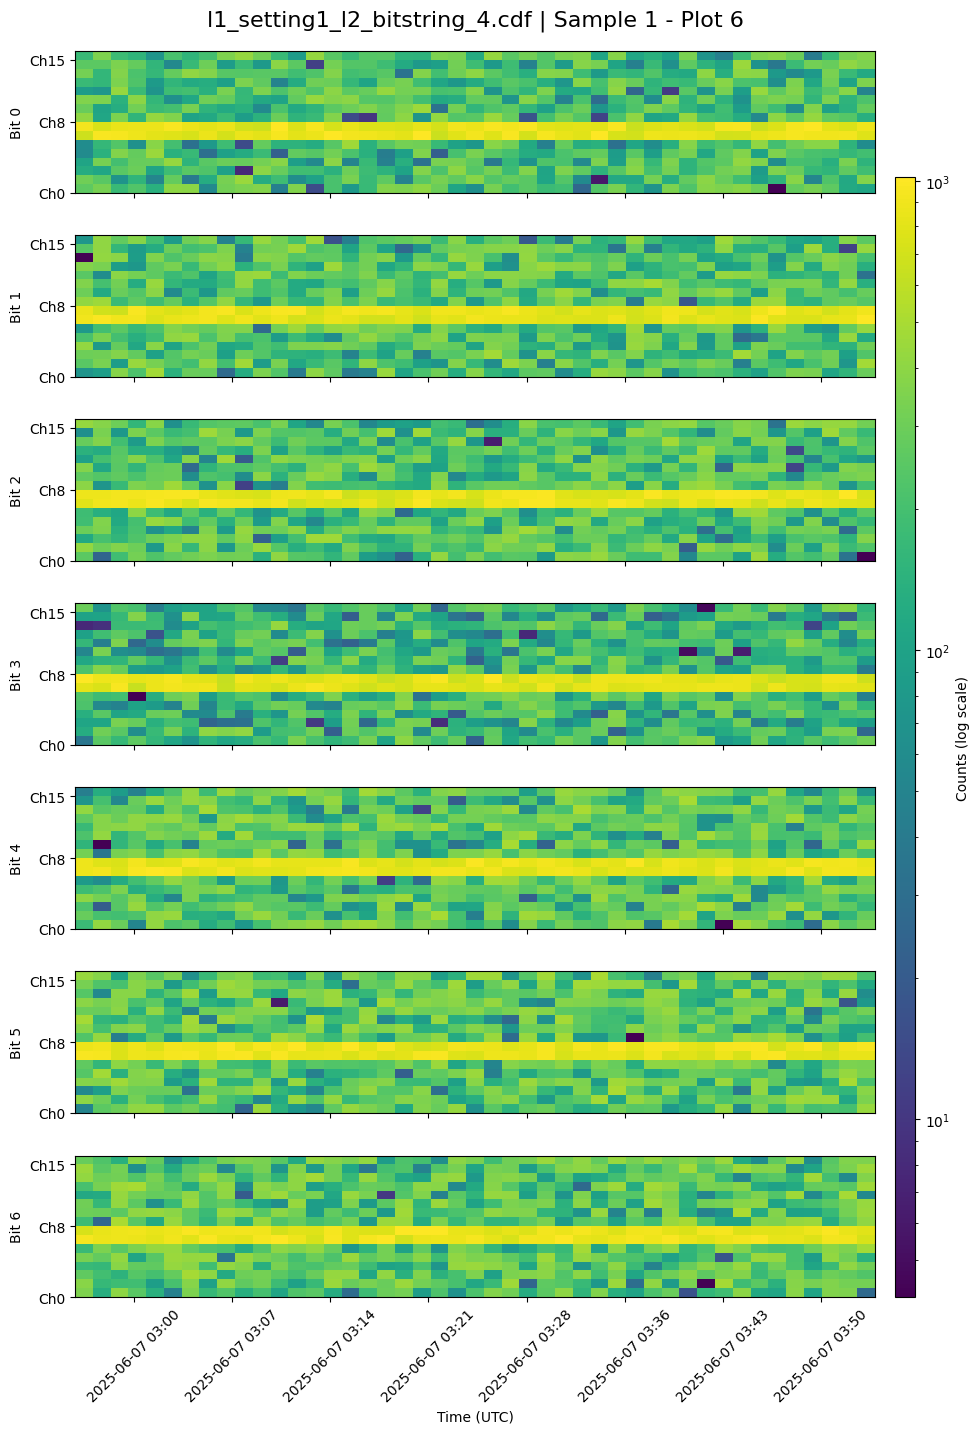 l1_setting1_l2_bitstring_4.cdf | Sample 1 - Plot 6
Bit 0
Ch15
Ch8
Ch0
Bit 1
Ch15
Ch8
Ch0
Bit 2
Ch15
Ch8
Ch0
Bit 3
Ch15
Ch8
Ch0
Bit 4
Ch15
Ch8
Ch0
Bit 5
Ch15
Ch8
Ch0
Bit 6
Ch15
Ch8
Ch0
2025-06-07 03:00
2025-06-07 03:07
2025-06-07 03:14
2025-06-07 03:21
2025-06-07 03:28
2025-06-07 03:36
2025-06-07 03:43
2025-06-07 03:50
Time (UTC)
10³
10²
10¹
Counts (log scale)